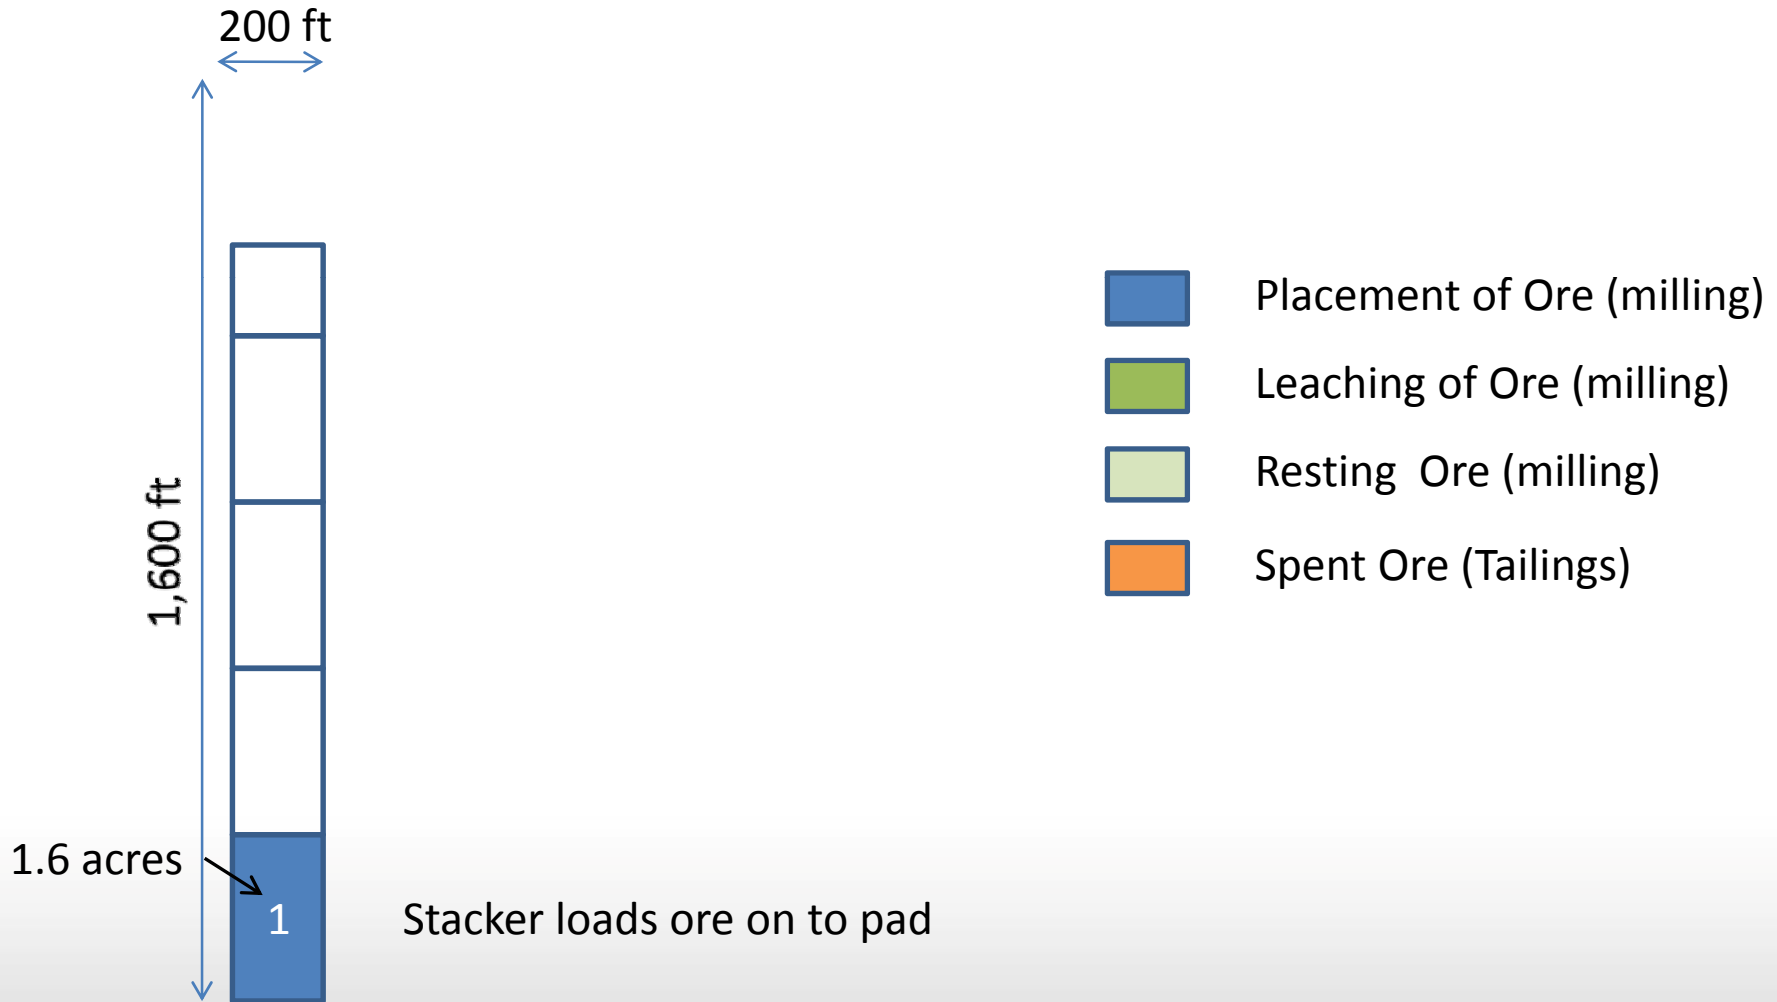 200 ft
1,600 ft
Placement of Ore (milling)
Leaching of Ore (milling)
Resting  Ore (milling)
Spent Ore (Tailings)
1.6 acres
1
Stacker loads ore on to pad